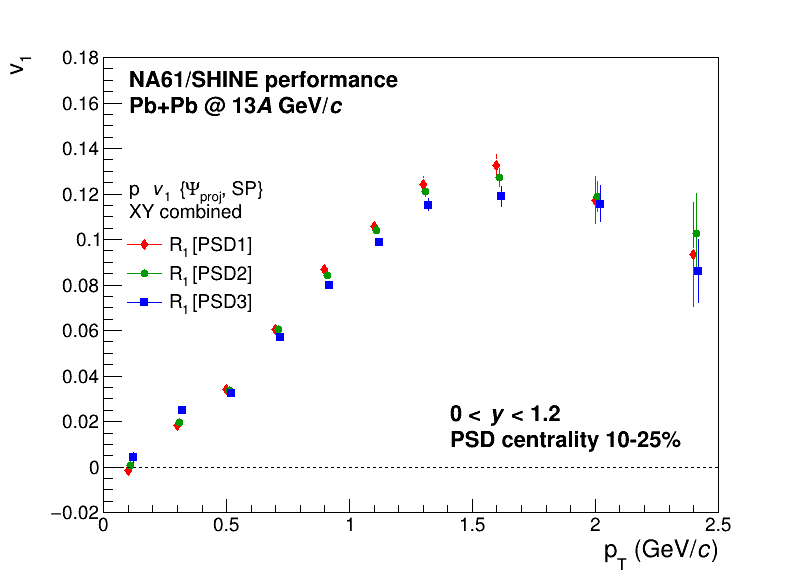 v1
0.18
0.16
0.14
0.12
0.1
0.08
0.06
0.04
0.02
0
−0.02
NA61/SHINE performance
Pb+Pb @ 13A GeV/c
p v1 {Ψproj, SP}
XY combined
R1[PSD1]
R1[PSD2]
R1[PSD3]
0 < y < 1.2
PSD centrality 10-25%
0 0.5 1 1.5 2 2.5
pT (GeV/c)